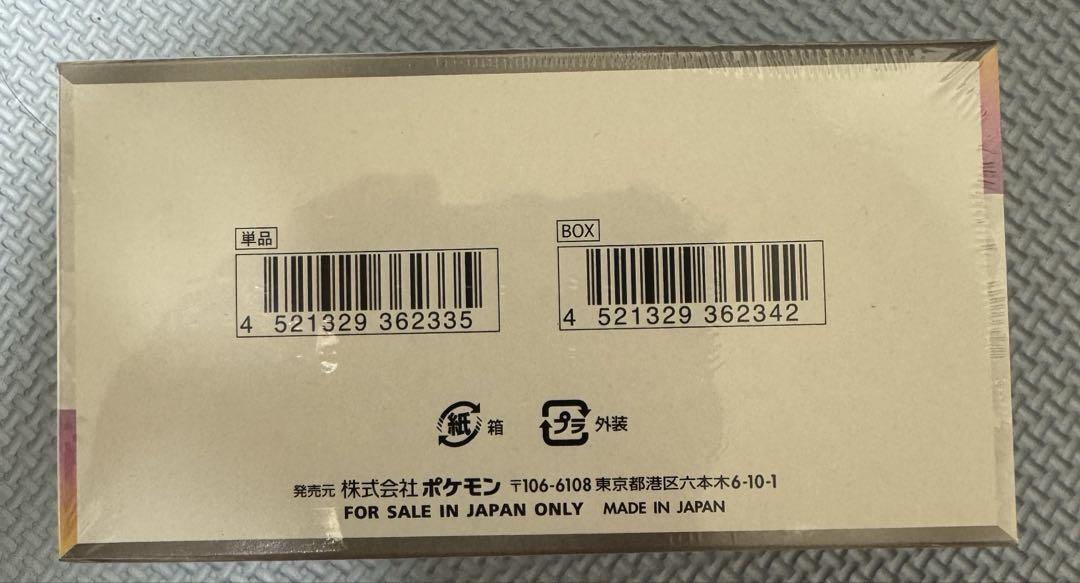 単品
4 521329 362335
BOX
4 521329 362342
紙 箱
プラ 外装
発売元 株式会社 ポケモン 〒106-6108 東京都港区六本木6-10-1
FOR SALE IN JAPAN ONLY MADE IN JAPAN